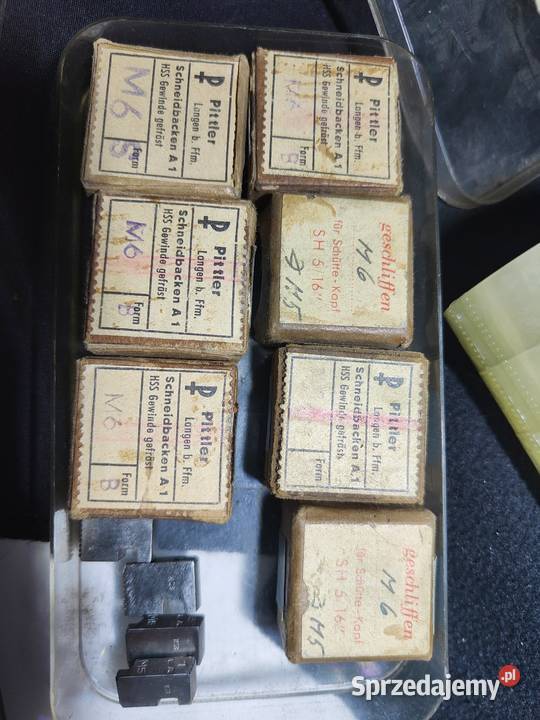 Pittler
Langen b. Ffm.
Schneidbacken A 1
HSS Gewinde gefräst
Form
M6
B
Pittler
Langen b. Ffm.
Schneidbacken A 1
HSS Gewinde gefräst
Form
M6
B
Pittler
Langen b. Ffm.
Schneidbacken A 1
HSS Gewinde gefräst
Form
M6
B
geschliffen
M6
für Schütte-Kopf
SH 5 16"
M5
Pittler
Langen b. Ffm.
Schneidbacken A 1
HSS Gewinde gefräst
Form
M6
B
Pittler
Langen b. Ffm.
Schneidbacken A 1
HSS Gewinde gefräst
Form
geschliffen
M6
für Schütte-Kopf
SH 5 16"
M5
M5
Sprzedajemy.pl